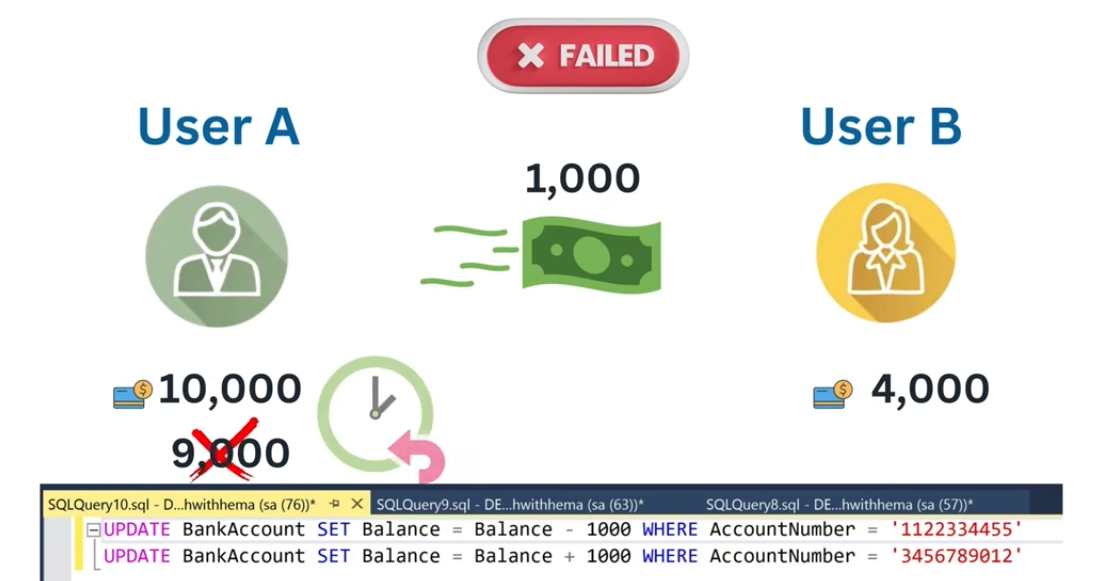 FAILED
User A
User B
1,000
10,000
4,000
9,000
SQLQuery10.sql - D...hwithhema (sa (76))*
SQLQuery9.sql - DE...hwithhema (sa (63))*
SQLQuery8.sql - DE...hwithhema (sa (57))*
UPDATE BankAccount SET Balance = Balance - 1000 WHERE AccountNumber = '1122334455'
UPDATE BankAccount SET Balance = Balance + 1000 WHERE AccountNumber = '3456789012'